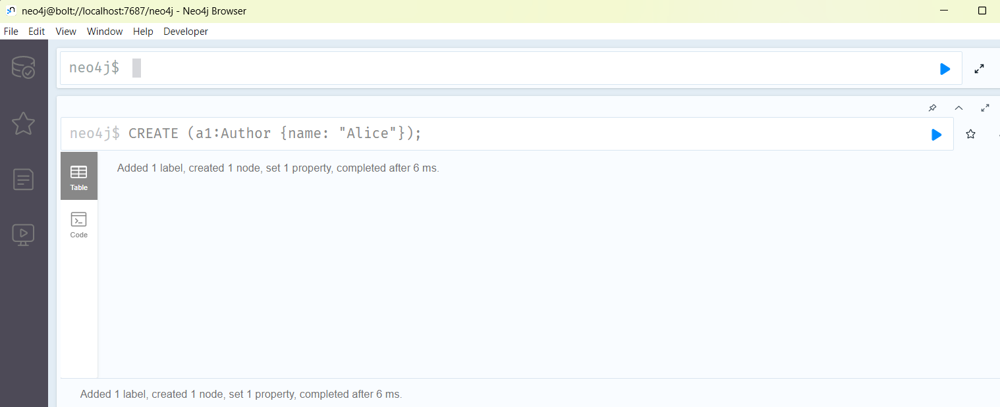 neo4j@bolt://localhost:7687/neo4j - Neo4j Browser
File Edit View Window Help Developer
neo4j$
neo4j$ CREATE (a1:Author {name: "Alice"});
Added 1 label, created 1 node, set 1 property, completed after 6 ms.
Table
Code
Added 1 label, created 1 node, set 1 property, completed after 6 ms.